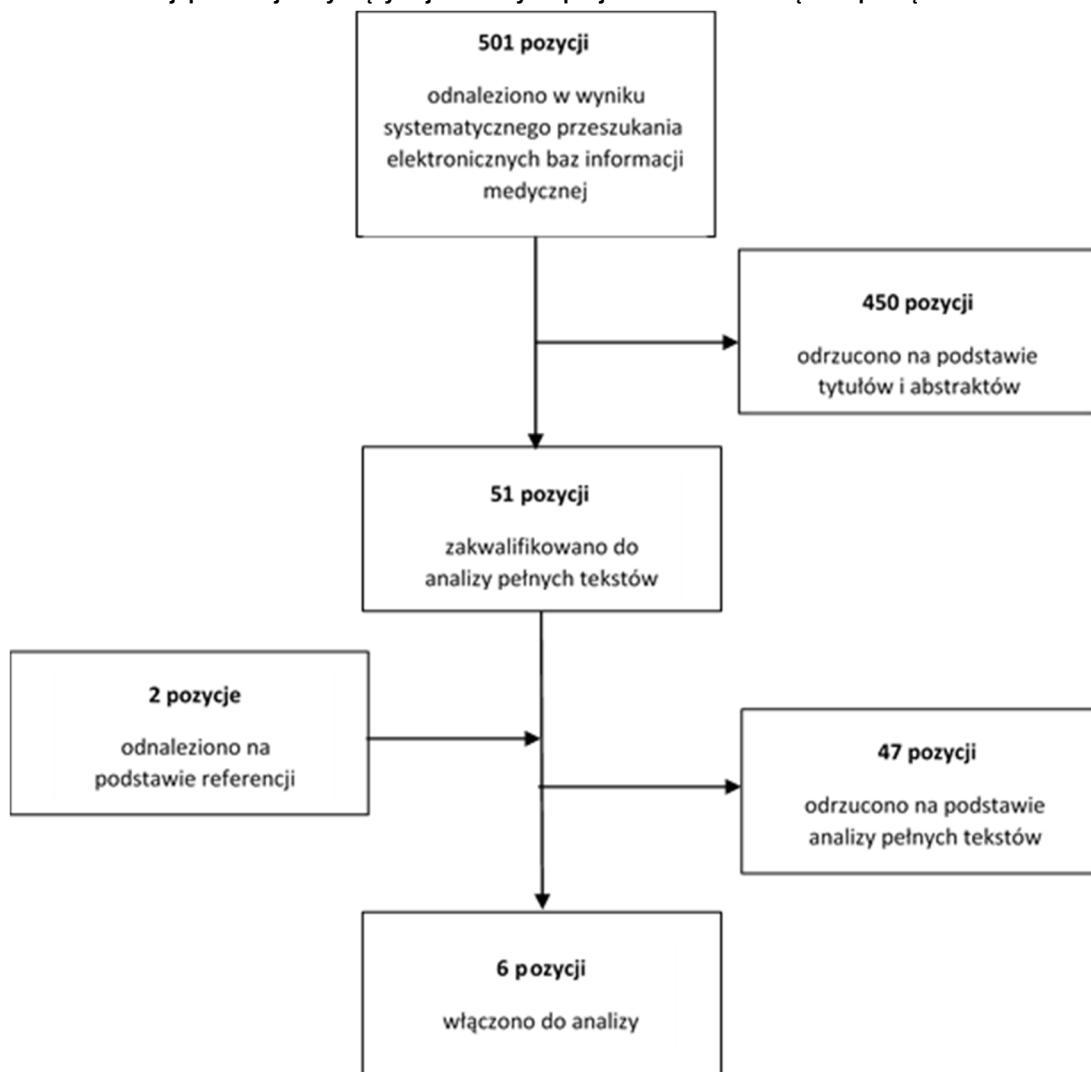 501 pozycji
odnaleziono w wyniku
systematycznego przeszukania
elektronicznych baz informacji
medycznej
450 pozycji
odrzucono na podstawie
tytułów i abstraktów
51 pozycji
zakwalifikowano do
analizy pełnych tekstów
2 pozycje
odnaleziono na
podstawie referencji
47 pozycji
odrzucono na podstawie
analizy pełnych tekstów
6 pozycji
włączono do analizy